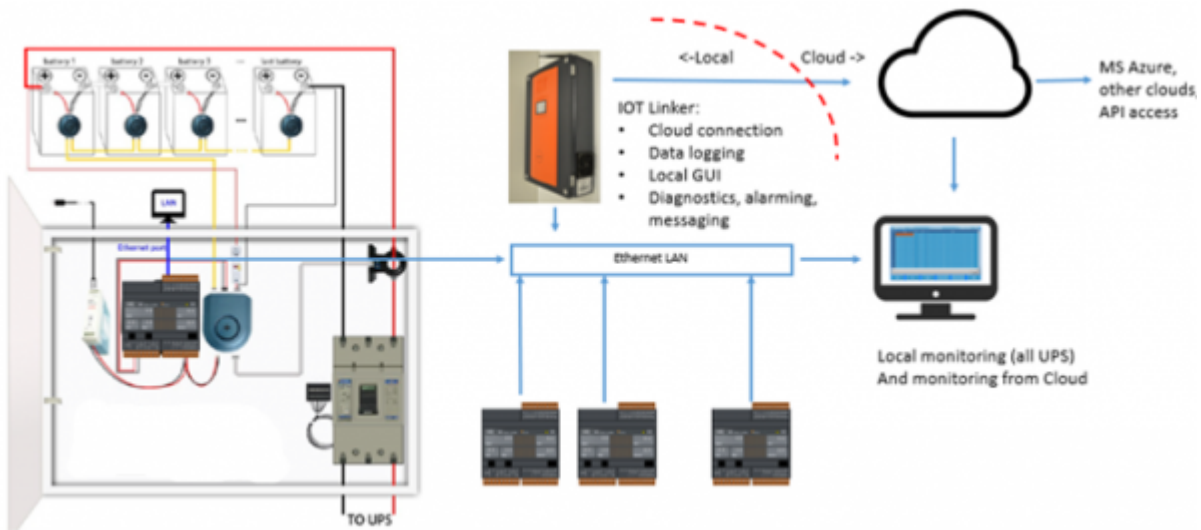 battery 1
battery 2
battery 3
last battery
LAN
Ethernet port
TO UPS
<-Local
Cloud ->
IOT Linker:
• Cloud connection
• Data logging
• Local GUI
• Diagnostics, alarming,
messaging
Ethernet LAN
MS Azure,
other clouds,
API access
Local monitoring (all UPS)
And monitoring from Cloud